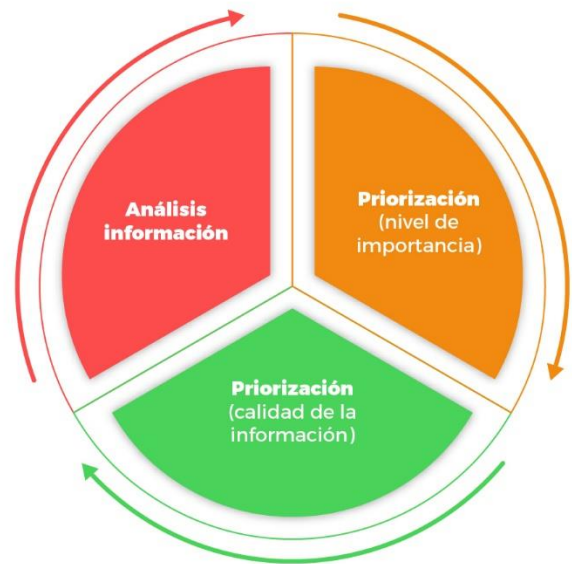 Análisis
información
Priorización
(nivel de
importancia)
Priorización
(calidad de la
información)